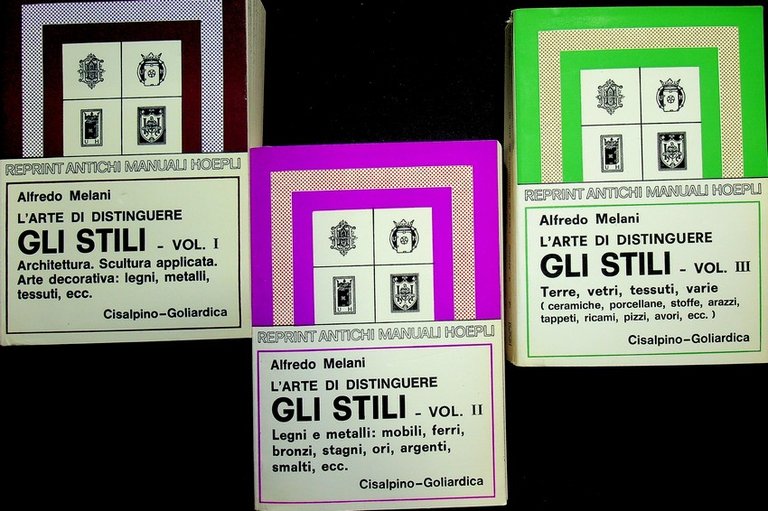 REPRINT ANTICHI MANUALI HOEPLI
Alfredo Melani
L'ARTE DI DISTINGUERE
GLI STILI - VOL. I
Architettura. Scultura applicata.
Arte decorativa: legni, metalli,
tessuti, ecc.
Cisalpino-Goliardica
REPRINT ANTICHI MANUALI HOEPLI
Alfredo Melani
L'ARTE DI DISTINGUERE
GLI STILI - VOL. II
Legni e metalli: mobili, ferri,
bronzi, stagni, ori, argenti,
smalti, ecc.
Cisalpino-Goliardica
REPRINT ANTICHI MANUALI HOEPLI
Alfredo Melani
L'ARTE DI DISTINGUERE
GLI STILI - VOL. III
Terre, vetri, tessuti, varie
( ceramiche, porcellane, stoffe, arazzi,
tappeti, ricami, pizzi, avori, ecc. )
Cisalpino-Goliardica